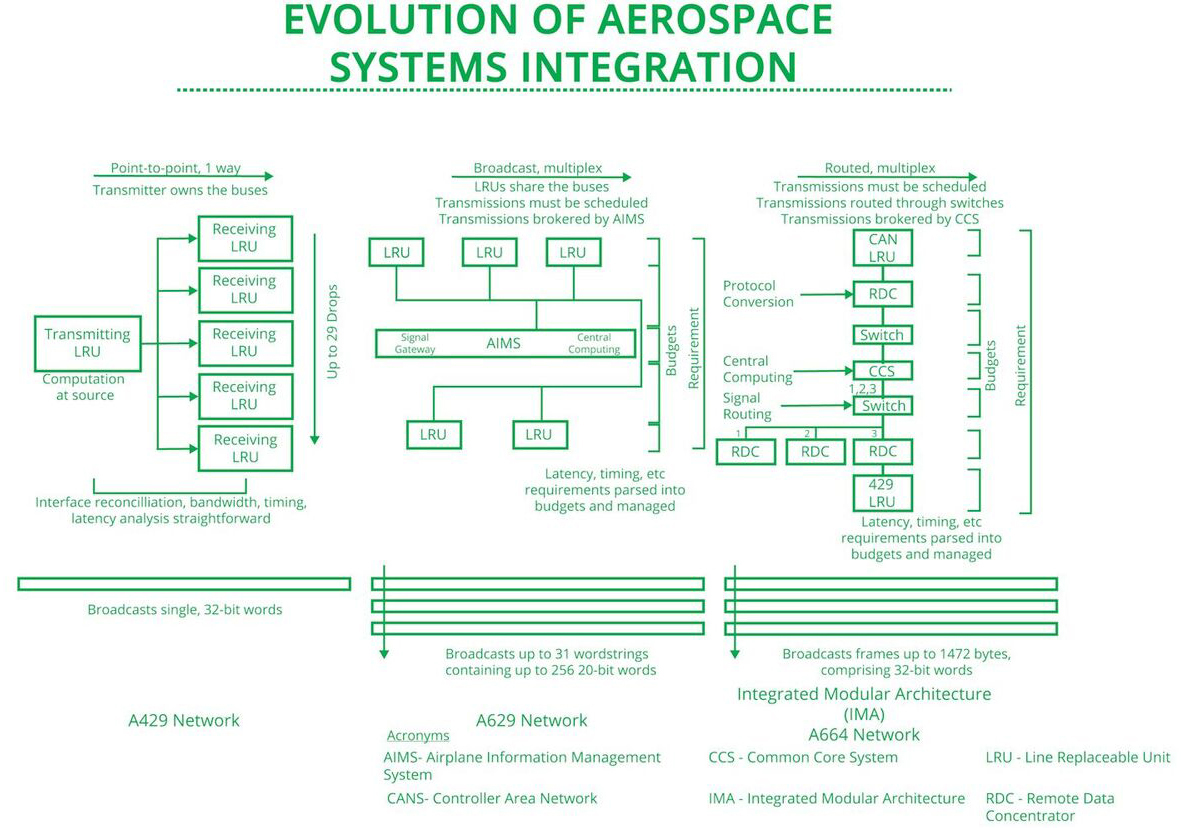 EVOLUTION OF AEROSPACE
SYSTEMS INTEGRATION
Point-to-point, 1 way
Transmitter owns the buses
Receiving
LRU
Receiving
LRU
Receiving
LRU
Receiving
LRU
Receiving
LRU
Transmitting
LRU
Computation
at source
Up to 29 Drops
Interface reconcilliation, bandwidth, timing,
latency analysis straightforward
Broadcasts single, 32-bit words
A429 Network
Broadcast, multiplex
LRUs share the buses
Transmissions must be scheduled
Transmissions brokered by AIMS
LRU
LRU
LRU
Signal
Gateway
AIMS
Central
Computing
LRU
LRU
Budgets
Requirement
Latency, timing, etc
requirements parsed into
budgets and managed
Broadcasts up to 31 wordstrings
containing up to 256 20-bit words
A629 Network
Routed, multiplex
Transmissions must be scheduled
Transmissions routed through switches
Transmissions brokered by CCS
CAN
LRU
Protocol
Conversion
RDC
Switch
Central
Computing
CCS
1,2,3
Signal
Routing
Switch
1
2
3
RDC
RDC
RDC
429
LRU
Budgets
Requirement
Latency, timing, etc
requirements parsed into
budgets and managed
Broadcasts frames up to 1472 bytes,
comprising 32-bit words
Integrated Modular Architecture
(IMA)
A664 Network
Acronyms
AIMS- Airplane Information Management
System
CCS - Common Core System
LRU - Line Replaceable Unit
CANS- Controller Area Network
IMA - Integrated Modular Architecture
RDC - Remote Data
Concentrator